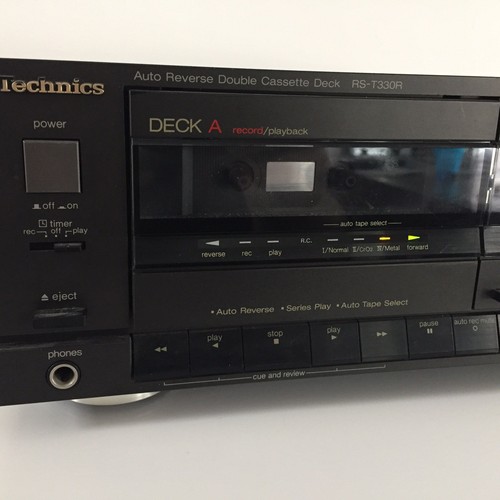 Technics
Auto Reverse Double Cassette Deck RS-T330R
power
DECK A record/playback
off on
timer
rec off play
auto tape select
reverse rec play R.C. I/Normal II/CrO2 IV/Metal forward
eject
• Auto Reverse • Series Play • Auto Tape Select
phones
play stop play pause auto rec mute
cue and review